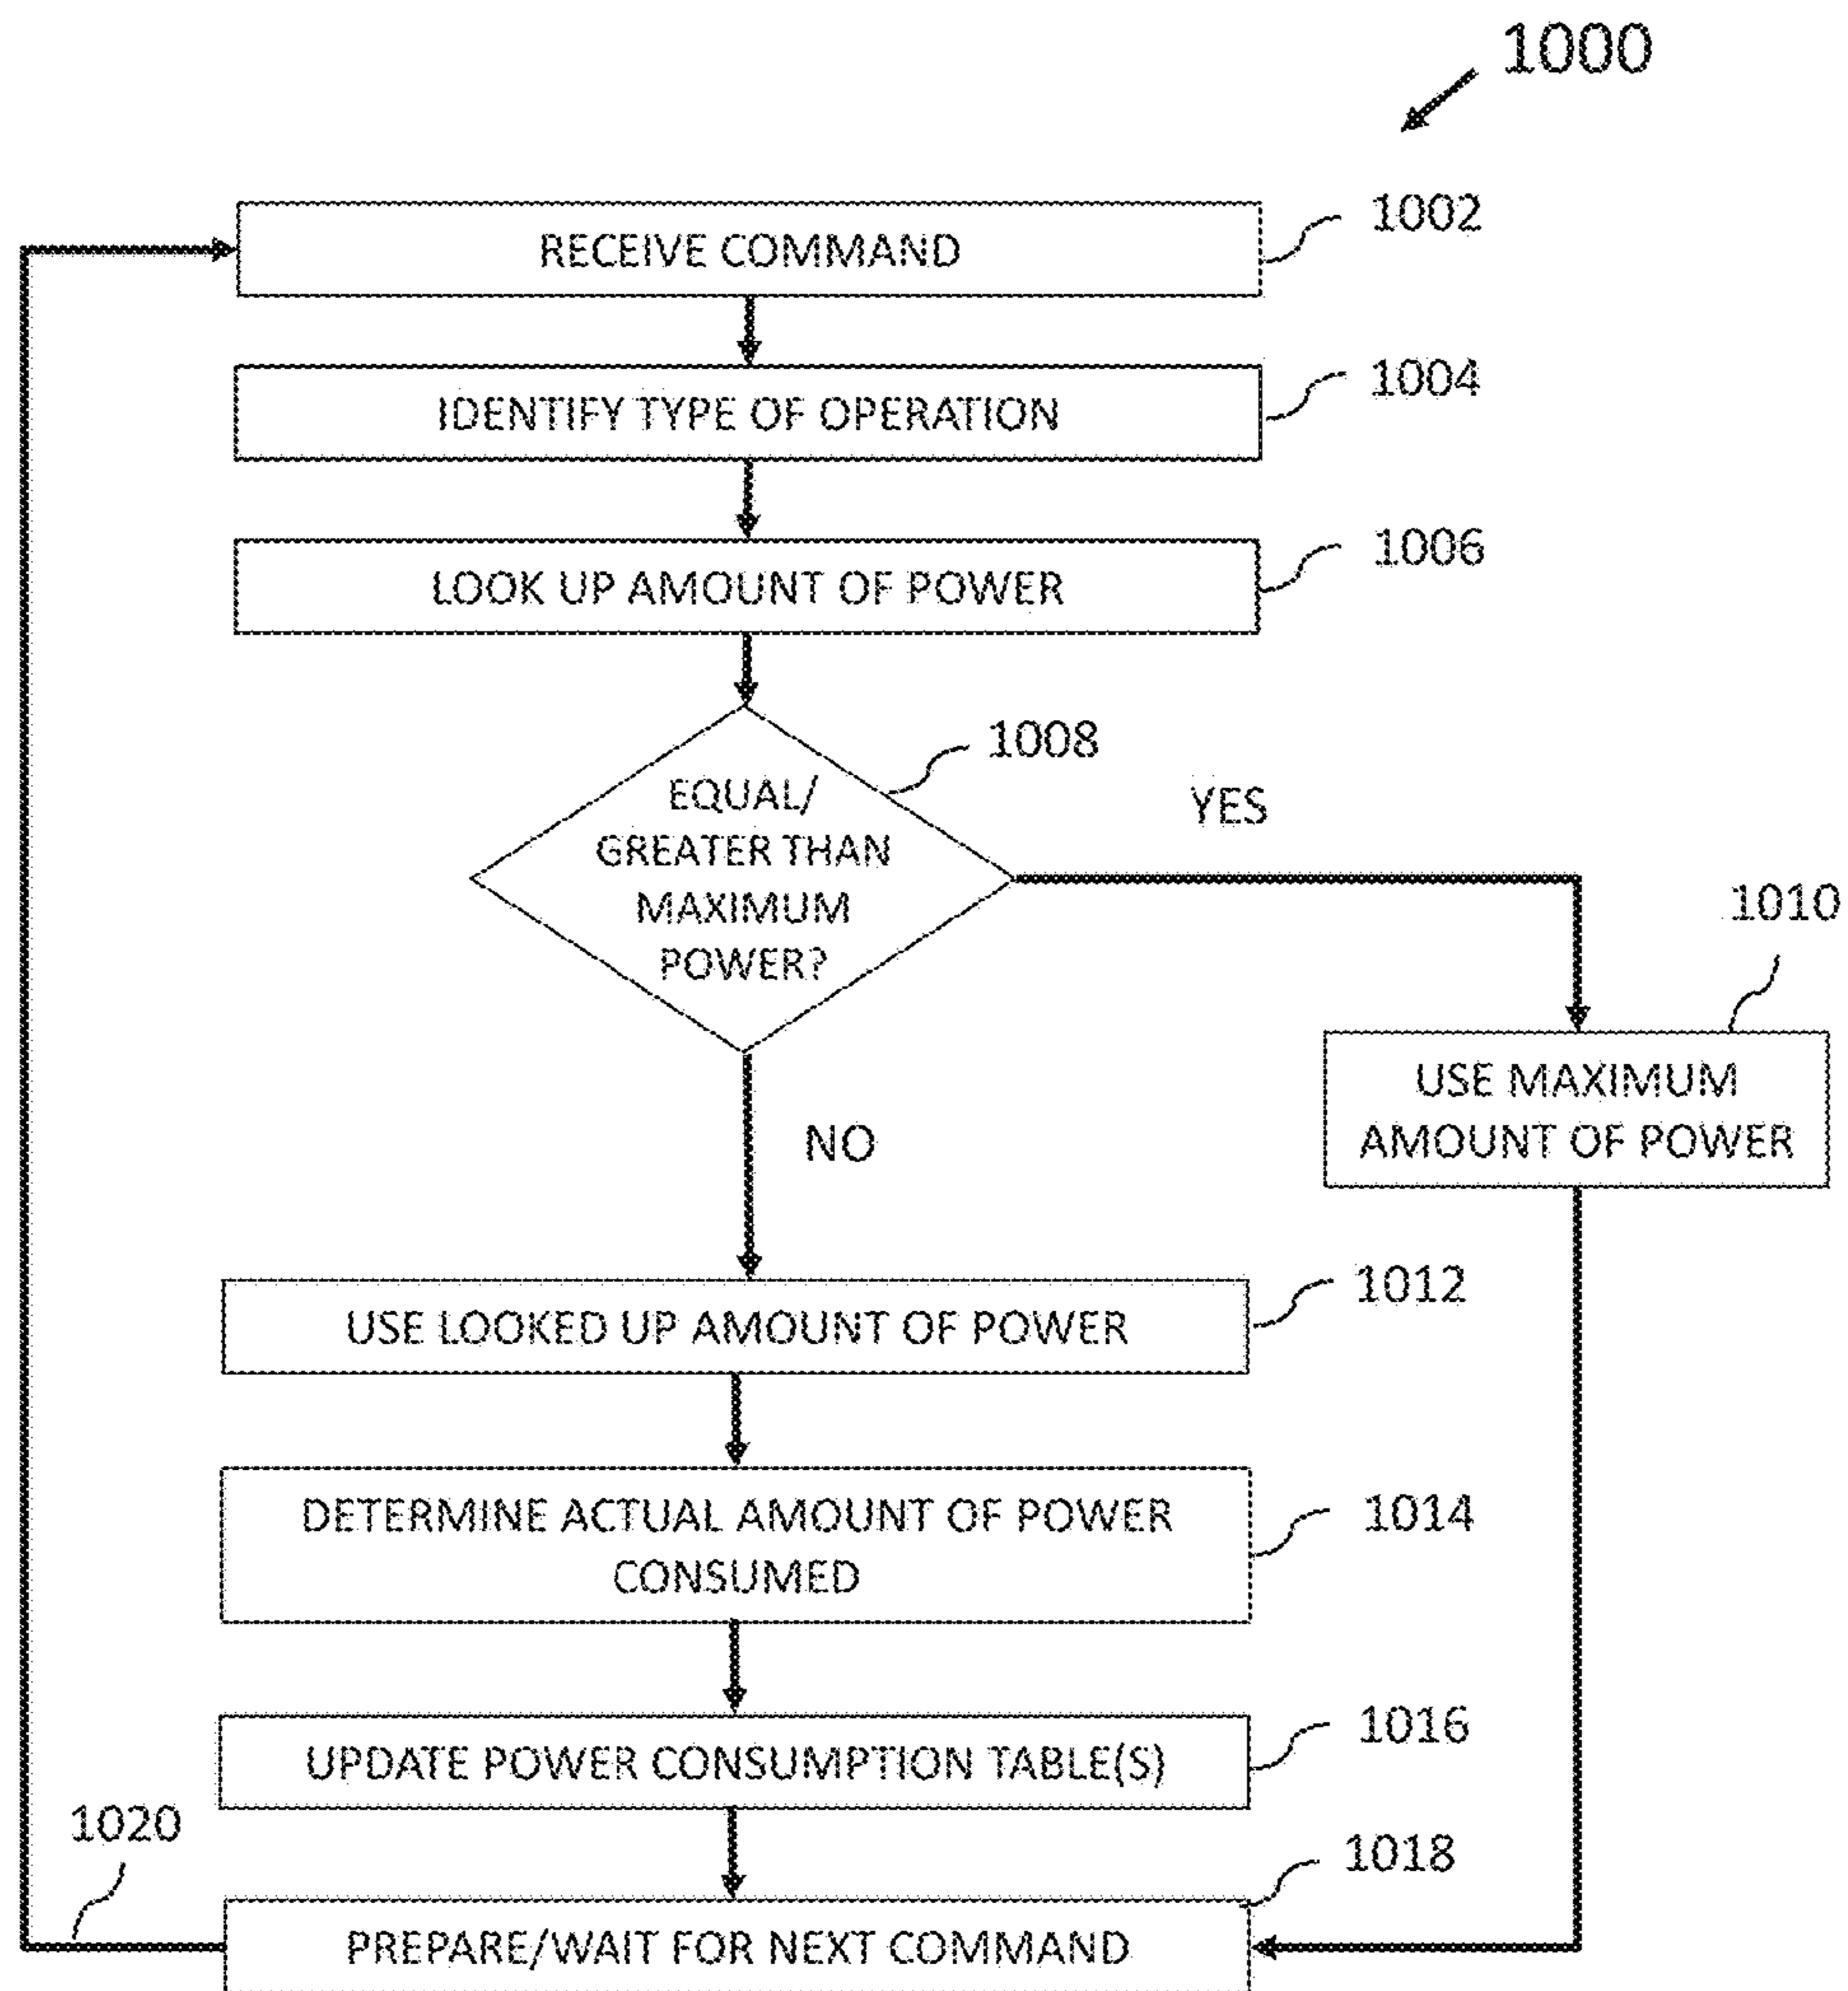 1000
RECEIVE COMMAND
1002
IDENTIFY TYPE OF OPERATION
1004
LOOK UP AMOUNT OF POWER
1006
1008
EQUAL/
GREATER THAN
MAXIMUM
POWER?
YES
1010
USE MAXIMUM
AMOUNT OF POWER
NO
USE LOOKED UP AMOUNT OF POWER
1012
DETERMINE ACTUAL AMOUNT OF POWER
CONSUMED
1014
UPDATE POWER CONSUMPTION TABLE(S)
1016
1020
PREPARE/WAIT FOR NEXT COMMAND
1018